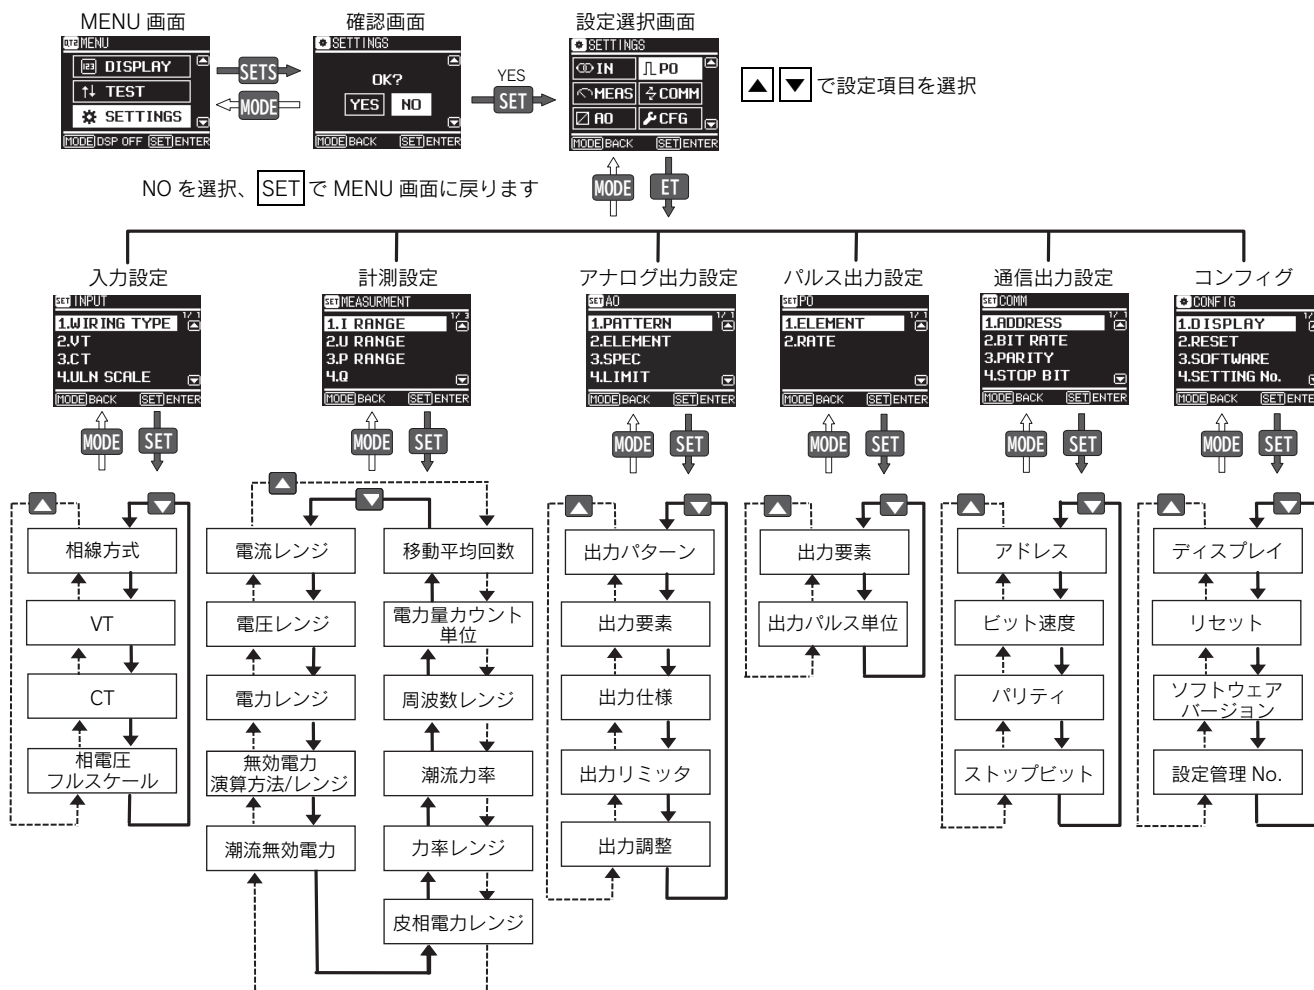 MENU 画面
確認画面
設定選択画面
MENU
DISPLAY
TEST
SETTINGS
MODE DSP OFF SET ENTER
SETS
MODE
SETTINGS
OK?
YES NO
MODE BACK SET ENTER
YES
SET
SETTINGS
IN PO
MEAS COMM
AO CFG
MODE BACK SET ENTER
▲ ▼ で設定項目を選択
NO を選択、 SET で MENU 画面に戻ります
MODE
ET
入力設定
計測設定
アナログ出力設定
パルス出力設定
通信出力設定
コンフィグ
SET INPUT
1/1
1.WIRING TYPE
2.VT
3.CT
4.ULN SCALE
MODE BACK SET ENTER
SET MEASURMENT
1/3
1.I RANGE
2.U RANGE
3.P RANGE
4.Q
MODE BACK SET ENTER
SET AO
1/1
1.PATTERN
2.ELEMENT
3.SPEC
4.LIMIT
MODE BACK SET ENTER
SET PO
1/1
1.ELEMENT
2.RATE
MODE BACK SET ENTER
SET COMM
1/1
1.ADDRESS
2.BIT RATE
3.PARITY
4.STOP BIT
MODE BACK SET ENTER
CONFIG
1.DISPLAY
2.RESET
3.SOFTWARE
4.SETTING No.
MODE BACK SET ENTE
MODE SET
MODE SET
MODE SET
MODE SET
MODE SET
MODE SET
相線方式
VT
CT
相電圧
フルスケール
電流レンジ
電圧レンジ
電力レンジ
無効電力
演算方法/レンジ
潮流無効電力
移動平均回数
電力量カウント
単位
周波数レンジ
潮流力率
力率レンジ
皮相電力レンジ
出力パターン
出力要素
出力仕様
出力リミッタ
出力調整
出力要素
出力パルス単位
アドレス
ビット速度
パリティ
ストップビット
ディスプレイ
リセット
ソフトウェア
バージョン
設定管理 No.